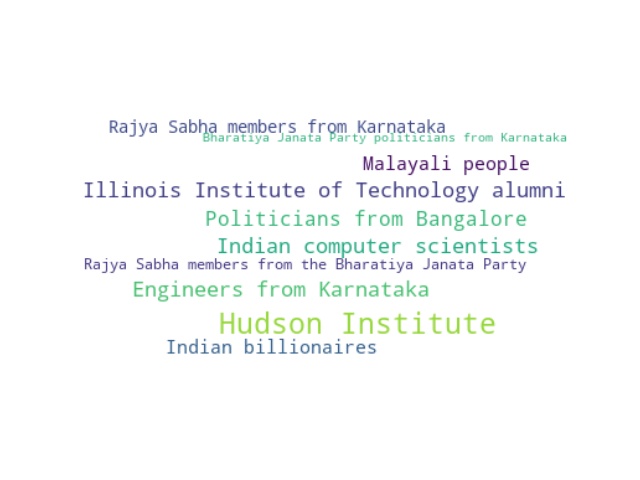 Rajya Sabha members from Karnataka
Bharatiya Janata Party politicians from Karnataka
Malayali people
Illinois Institute of Technology alumni
Politicians from Bangalore
Indian computer scientists
Rajya Sabha members from the Bharatiya Janata Party
Engineers from Karnataka
Hudson Institute
Indian billionaires